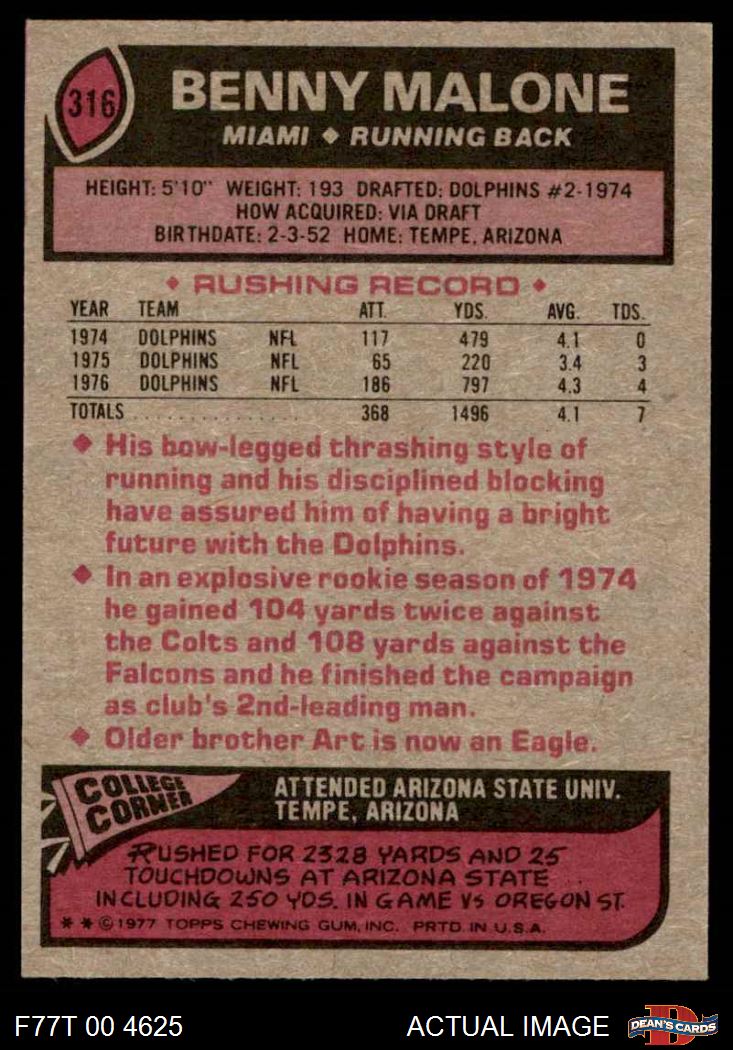 316
BENNY MALONE
MIAMI ◆ RUNNING BACK
HEIGHT: 5'10" WEIGHT: 193 DRAFTED: DOLPHINS #2-1974
HOW ACQUIRED: VIA DRAFT
BIRTHDATE: 2-3-52 HOME: TEMPE, ARIZONA
◆ RUSHING RECORD ◆
YEAR TEAM ATT. YDS. AVG. TDS.
1974 DOLPHINS NFL 117 479 4.1 0
1975 DOLPHINS NFL 65 220 3.4 3
1976 DOLPHINS NFL 186 797 4.3 4
TOTALS . . . . . . . . . . . . . . . . 368 1496 4.1 7
◆ His bow-legged thrashing style of
running and his disciplined blocking
have assured him of having a bright
future with the Dolphins.
◆ In an explosive rookie season of 1974
he gained 104 yards twice against
the Colts and 108 yards against the
Falcons and he finished the campaign
as club's 2nd-leading man.
◆ Older brother Art is now an Eagle.
COLLEGE
CORNER
ATTENDED ARIZONA STATE UNIV.
TEMPE, ARIZONA
RUSHED FOR 2328 YARDS AND 25
TOUCHDOWNS AT ARIZONA STATE
INCLUDING 250 YDS. IN GAME VS OREGON ST.
* * © 1977 TOPPS CHEWING GUM, INC. PRTD. IN U.S.A.
F77T 00 4625
ACTUAL IMAGE
D
DEAN'S CARDS